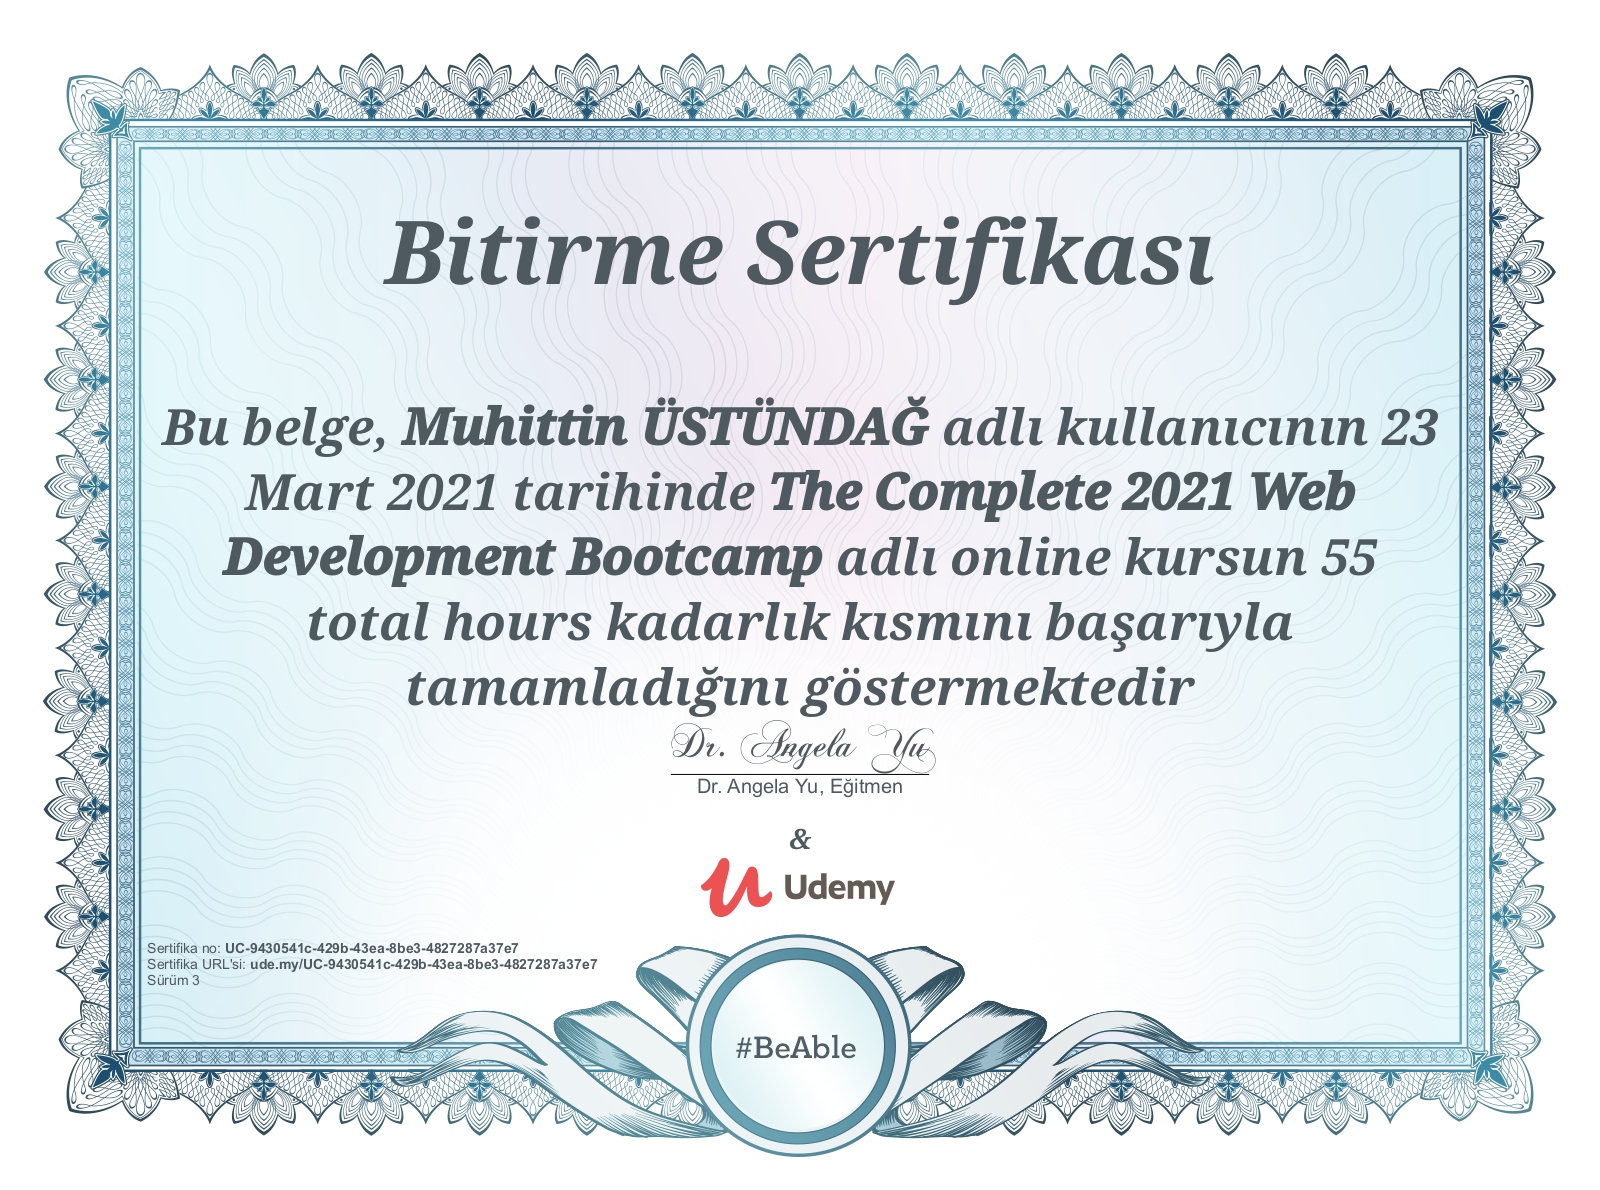 Bitirme Sertifikası
Bu belge, Muhittin ÜSTÜNDAĞ adlı kullanıcının 23
Mart 2021 tarihinde The Complete 2021 Web
Development Bootcamp adlı online kursun 55
total hours kadarlık kısmını başarıyla
tamamladığını göstermektedir
Dr. Angela Yu
Dr. Angela Yu, Eğitmen
&
Udemy
Sertifika no: UC-9430541c-429b-43ea-8be3-4827287a37e7
Sertifika URL'si: ude.my/UC-9430541c-429b-43ea-8be3-4827287a37e7
Sürüm 3
#BeAble